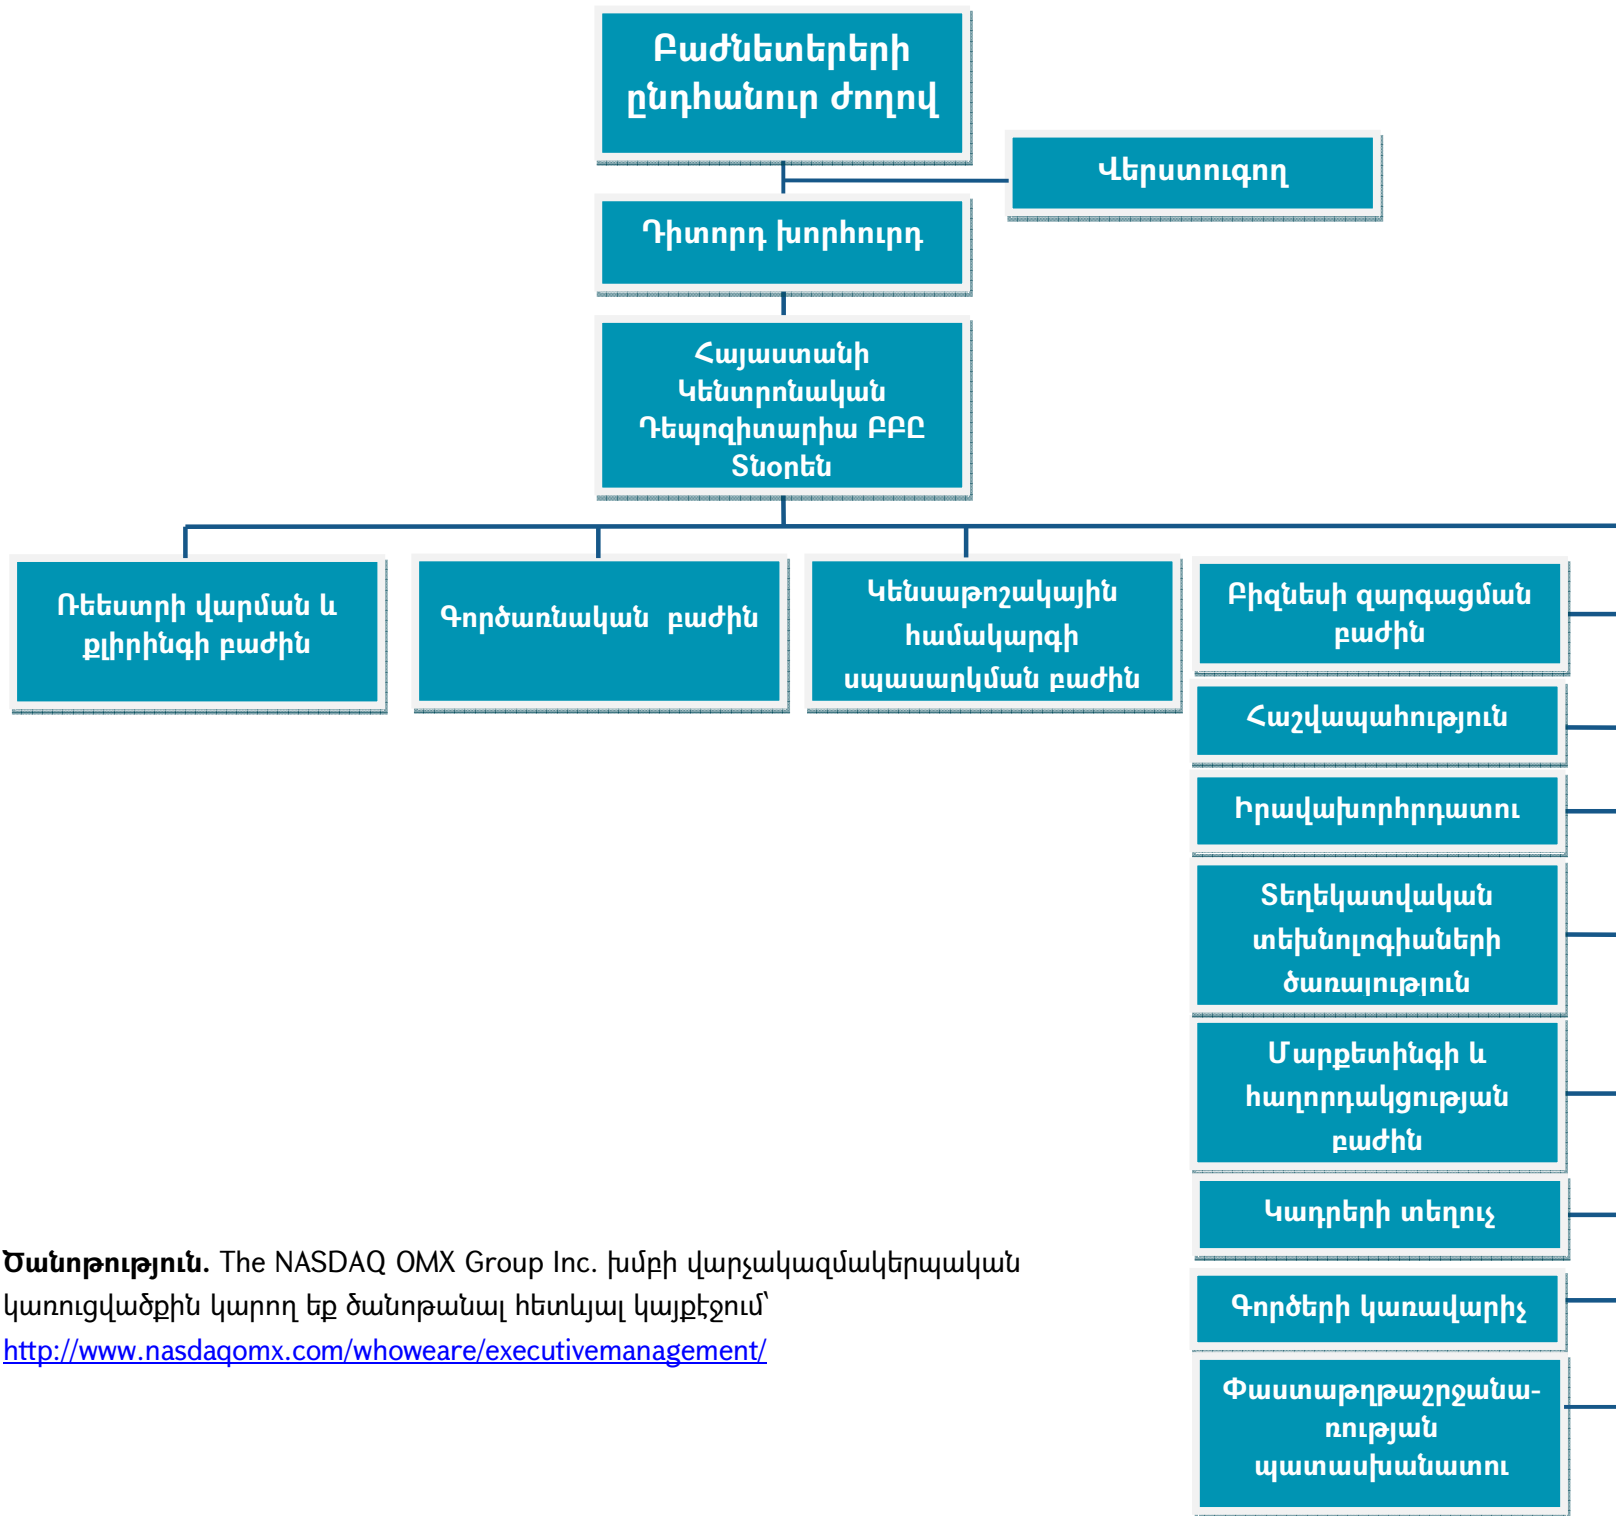 Բաժնետերերի
ընդհանուր ժողով
Վերստուգող
Դիտորդ խորհուրդ
Հայաստանի
Կենտրոնական
Դեպոզիտարիա ԲԲԸ
Տնօրեն
Ռեեստրի վարման և
քլիրինգի բաժին
Գործառնական բաժին
Կենսաթոշակային
համակարգի
սպասարկման բաժին
Բիզնեսի զարգացման
բաժին
Հաշվապահություն
Իրավախորհրդատու
Տեղեկատվական
տեխնոլոգիաների
ծառայություն
Մարքետինգի և
հաղորդակցության
բաժին
Կադրերի տեղուչ
Գործերի կառավարիչ
Փաստաթղթաշրջանա-
ռության
պատասխանատու
Ծանոթություն. The NASDAQ OMX Group Inc. խմբի վարչակազմակերպական
կառուցվածքին կարող եք ծանոթանալ հետևյալ կայքէջում՝
http://www.nasdaqomx.com/whoweare/executivemanagement/